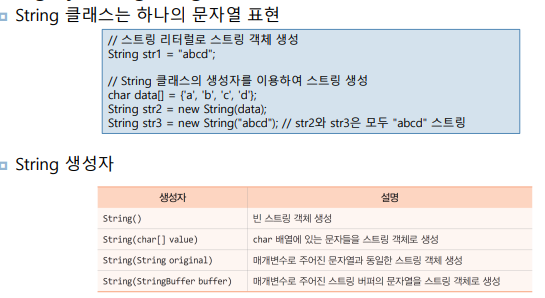 String 클래스는 하나의 문자열 표현
// 스트링 리터럴로 스트링 객체 생성
String str1 = "abcd";
// String 클래스의 생성자를 이용하여 스트링 생성
char data[] = {'a', 'b', 'c', 'd'};
String str2 = new String(data);
String str3 = new String("abcd"); // str2와 str3은 모두 "abcd" 스트링
String 생성자
생성자 설명
String() 빈 스트링 객체 생성
String(char[] value) char 배열에 있는 문자들을 스트링 객체로 생성
String(String original) 매개변수로 주어진 문자열과 동일한 스트링 객체 생성
String(StringBuffer buffer) 매개변수로 주어진 스트링 버퍼의 문자열을 스트링 객체로 생성